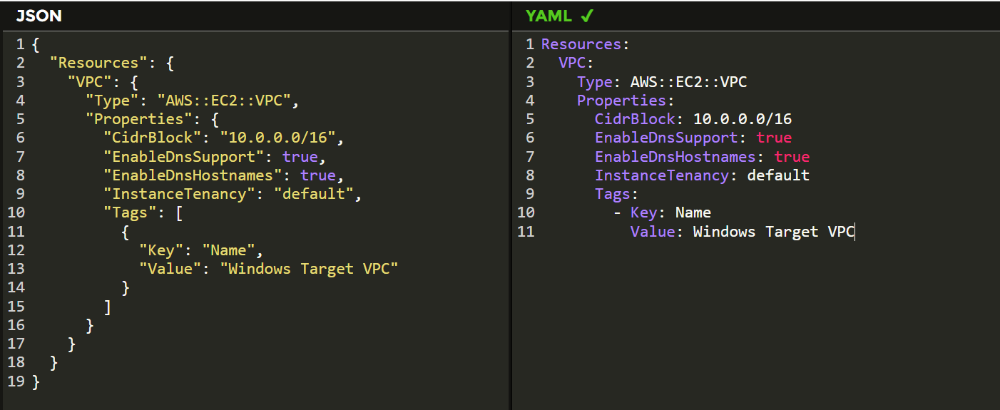 JSON
1 {
2   "Resources": {
3     "VPC": {
4       "Type": "AWS::EC2::VPC",
5       "Properties": {
6         "CidrBlock": "10.0.0.0/16",
7         "EnableDnsSupport": true,
8         "EnableDnsHostnames": true,
9         "InstanceTenancy": "default",
10         "Tags": [
11           {
12             "Key": "Name",
13             "Value": "Windows Target VPC"
14           }
15         ]
16       }
17     }
18   }
19 }
YAML ✓
1 Resources:
2   VPC:
3     Type: AWS::EC2::VPC
4     Properties:
5       CidrBlock: 10.0.0.0/16
6       EnableDnsSupport: true
7       EnableDnsHostnames: true
8       InstanceTenancy: default
9       Tags:
10         - Key: Name
11           Value: Windows Target VPC